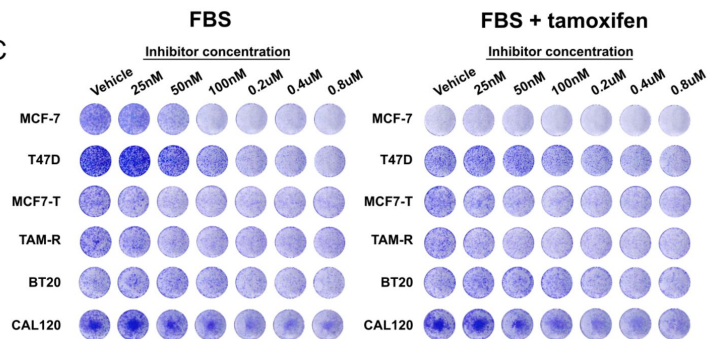 FBS
FBS + tamoxifen
C
Inhibitor concentration
Inhibitor concentration
Vehicle 25nM 50nM 100nM 0.2uM 0.4uM 0.8uM
Vehicle 25nM 50nM 100nM 0.2uM 0.4uM 0.8uM
MCF-7
MCF-7
T47D
T47D
MCF7-T
MCF7-T
TAM-R
TAM-R
BT20
BT20
CAL120
CAL120